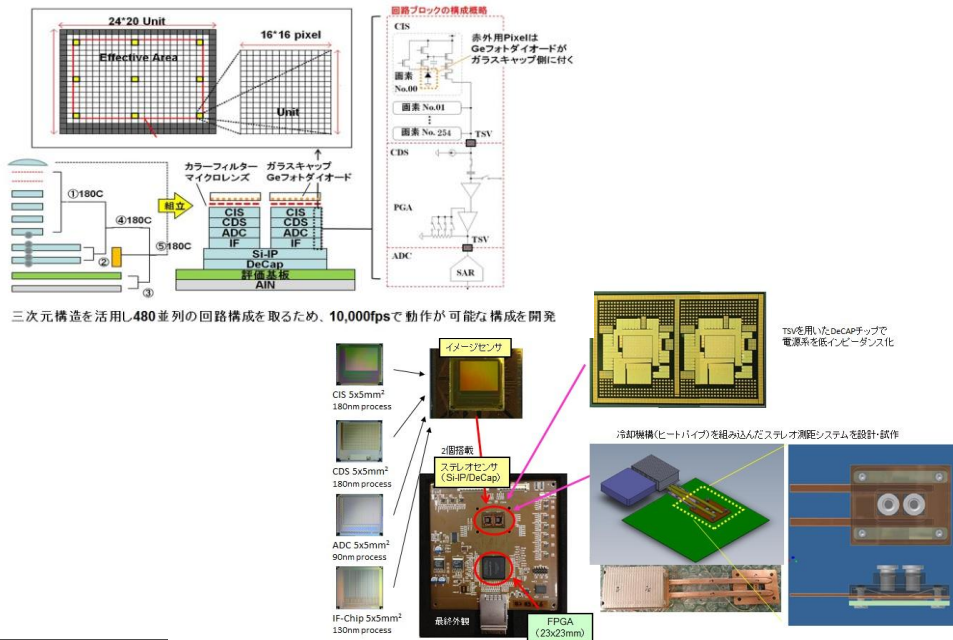 回路ブロックの構成概略
24*20 Unit
16*16 pixel
Effective Area
Unit
CIS
赤外用Pixelは
Geフォトダイオードが
ガラスキャップ側に付く
画素
No.00
画素 No.01
画素 No. 254
TSV
CDS
PGA
TSV
ADC
SAR
カラーフィルター
マイクロレンズ
ガラスキャップ
Geフォトダイオード
①180C
④180C
⑤180C
②
③
組立
CIS
CDS
ADC
IF
CIS
CDS
ADC
IF
Si-IP
DeCap
評価基板
AlN
三次元構造を活用し480並列の回路構成を取るため、10,000fpsで動作が可能な構成を開発
イメージセンサ
CIS 5x5mm²
180nm process
CDS 5x5mm²
180nm process
ADC 5x5mm²
90nm process
IF-Chip 5x5mm²
130nm process
2個搭載
ステレオセンサ
(Si-IP/DeCap)
最終外観
FPGA
(23x23mm)
TSVを用いたDeCAPチップで
電源系を低インピーダンス化
冷却機構(ヒートパイプ)を組み込んだステレオ測距システムを設計・試作